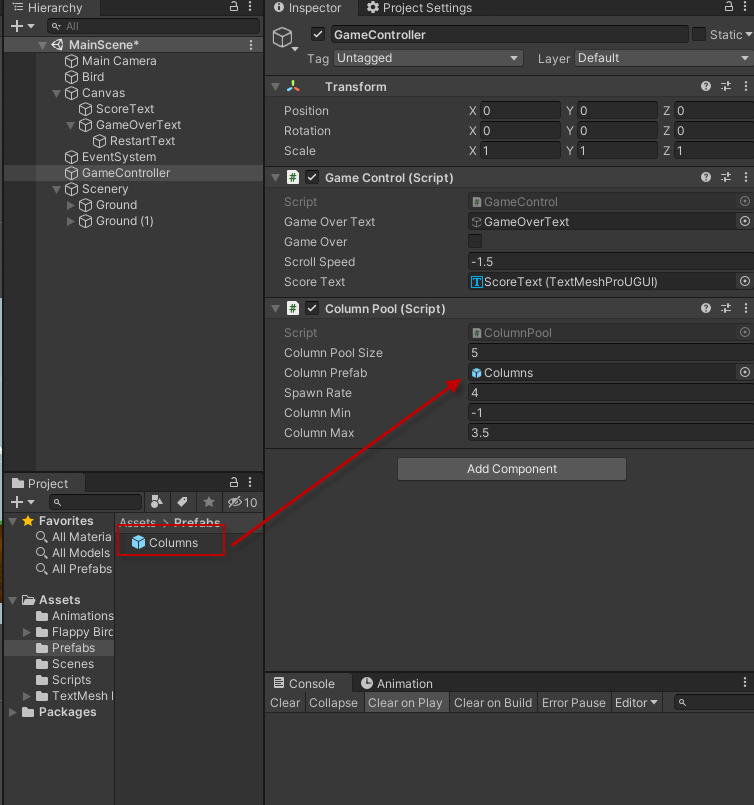 Hierarchy
All
MainScene*
Main Camera
Bird
Canvas
ScoreText
GameOverText
RestartText
EventSystem
GameController
Scenery
Ground
Ground (1)
Inspector
Project Settings
GameController
Static
Tag Untagged Layer Default
Transform
Position X 0 Y 0 Z 0
Rotation X 0 Y 0 Z 0
Scale X 1 Y 1 Z 1
# Game Control (Script)
Script # GameControl
Game Over Text GameOverText
Game Over
Scroll Speed -1.5
Score Text T ScoreText (TextMeshProUGUI)
# Column Pool (Script)
Script # ColumnPool
Column Pool Size 5
Column Prefab Columns
Spawn Rate 4
Column Min -1
Column Max 3.5
Add Component
Project
10
Favorites
All Materia
All Models
All Prefabs
Assets
Animations
Flappy Bird
Prefabs
Scenes
Scripts
TextMesh
Packages
Assets > Prefabs
Columns
Console
Animation
Clear Collapse Clear on Play Clear on Build Error Pause Editor